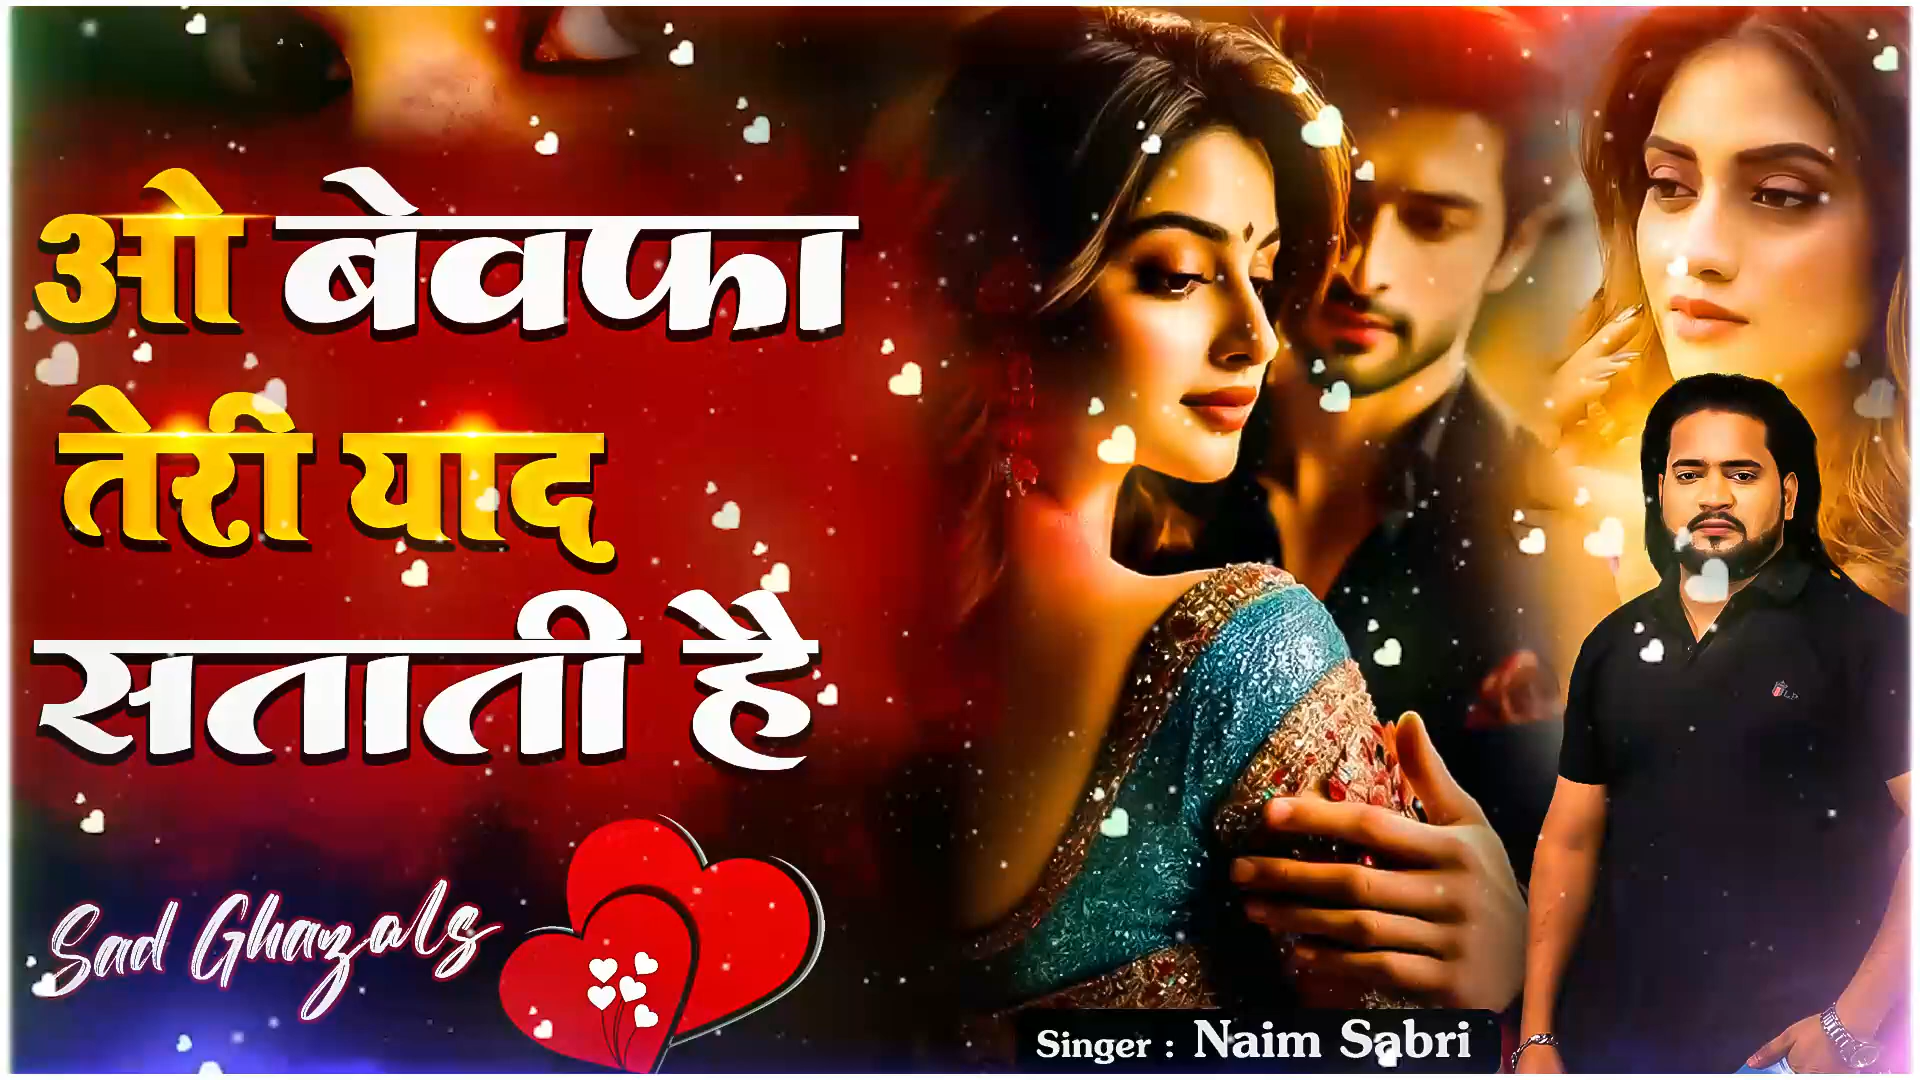 ओ बेवफा
तेरी याद
सताती है
Sad Ghazals
Singer : Naim Sabri